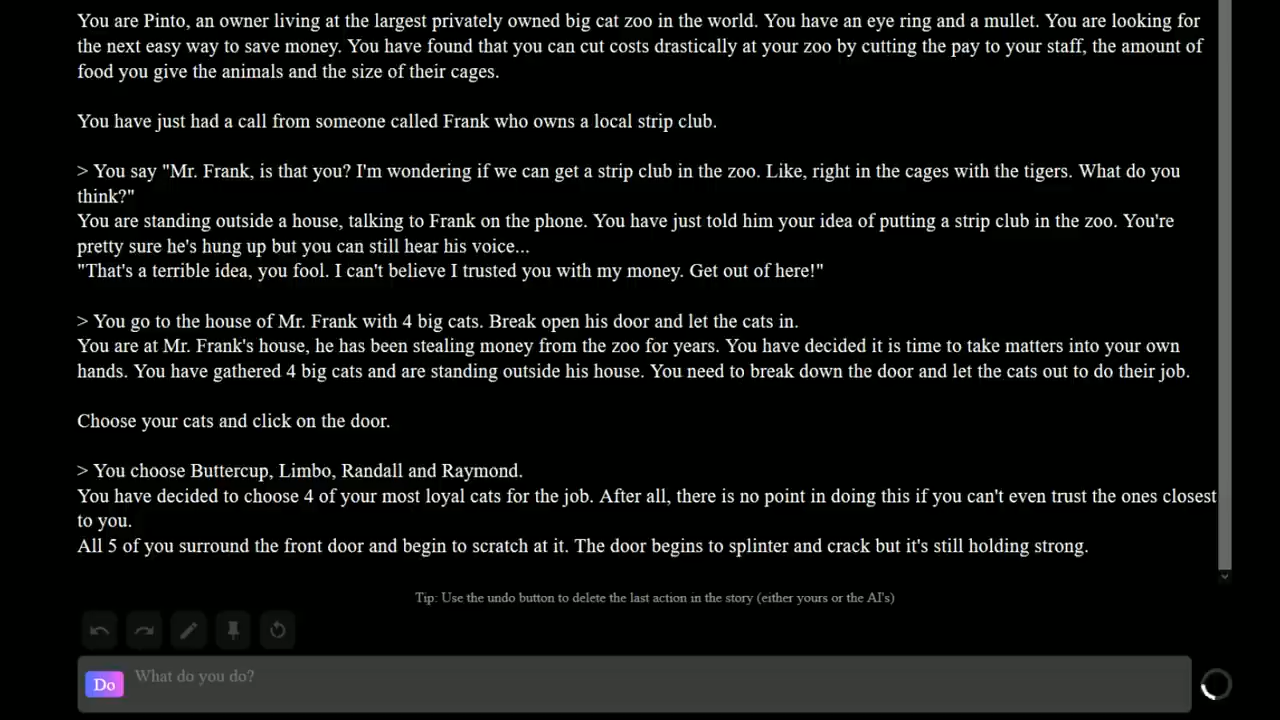 You are Pinto, an owner living at the largest privately owned big cat zoo in the world. You have an eye ring and a mullet. You are looking for
the next easy way to save money. You have found that you can cut costs drastically at your zoo by cutting the pay to your staff, the amount of
food you give the animals and the size of their cages.
You have just had a call from someone called Frank who owns a local strip club.
> You say "Mr. Frank, is that you? I'm wondering if we can get a strip club in the zoo. Like, right in the cages with the tigers. What do you
think?"
You are standing outside a house, talking to Frank on the phone. You have just told him your idea of putting a strip club in the zoo. You're
pretty sure he's hung up but you can still hear his voice...
"That's a terrible idea, you fool. I can't believe I trusted you with my money. Get out of here!"
> You go to the house of Mr. Frank with 4 big cats. Break open his door and let the cats in.
You are at Mr. Frank's house, he has been stealing money from the zoo for years. You have decided it is time to take matters into your own
hands. You have gathered 4 big cats and are standing outside his house. You need to break down the door and let the cats out to do their job.
Choose your cats and click on the door.
> You choose Buttercup, Limbo, Randall and Raymond.
You have decided to choose 4 of your most loyal cats for the job. After all, there is no point in doing this if you can't even trust the ones closest
to you.
All 5 of you surround the front door and begin to scratch at it. The door begins to splinter and crack but it's still holding strong.
Tip: Use the undo button to delete the last action in the story (either yours or the AI's)
Do What do you do?